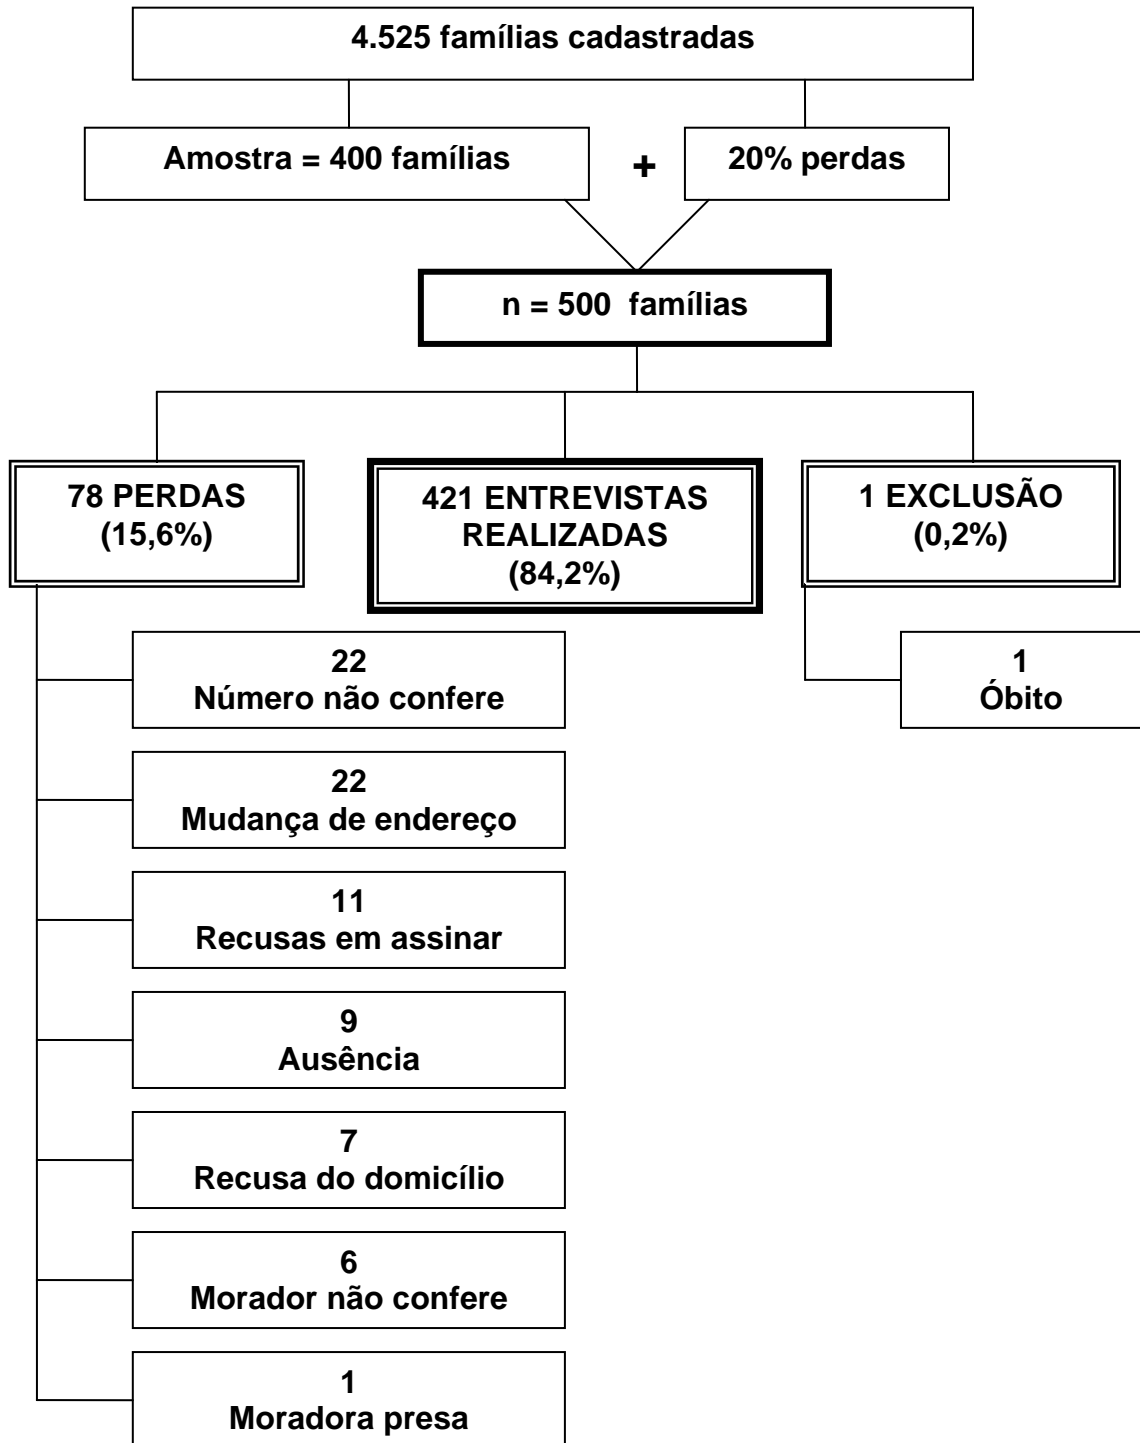 4.525 famílias cadastradas
Amostra = 400 famílias
+
20% perdas
n = 500 famílias
78 PERDAS
(15,6%)
421 ENTREVISTAS
REALIZADAS
(84,2%)
1 EXCLUSÃO
(0,2%)
22
Número não confere
1
Óbito
22
Mudança de endereço
11
Recusas em assinar
9
Ausência
7
Recusa do domicílio
6
Morador não confere
1
Moradora presa